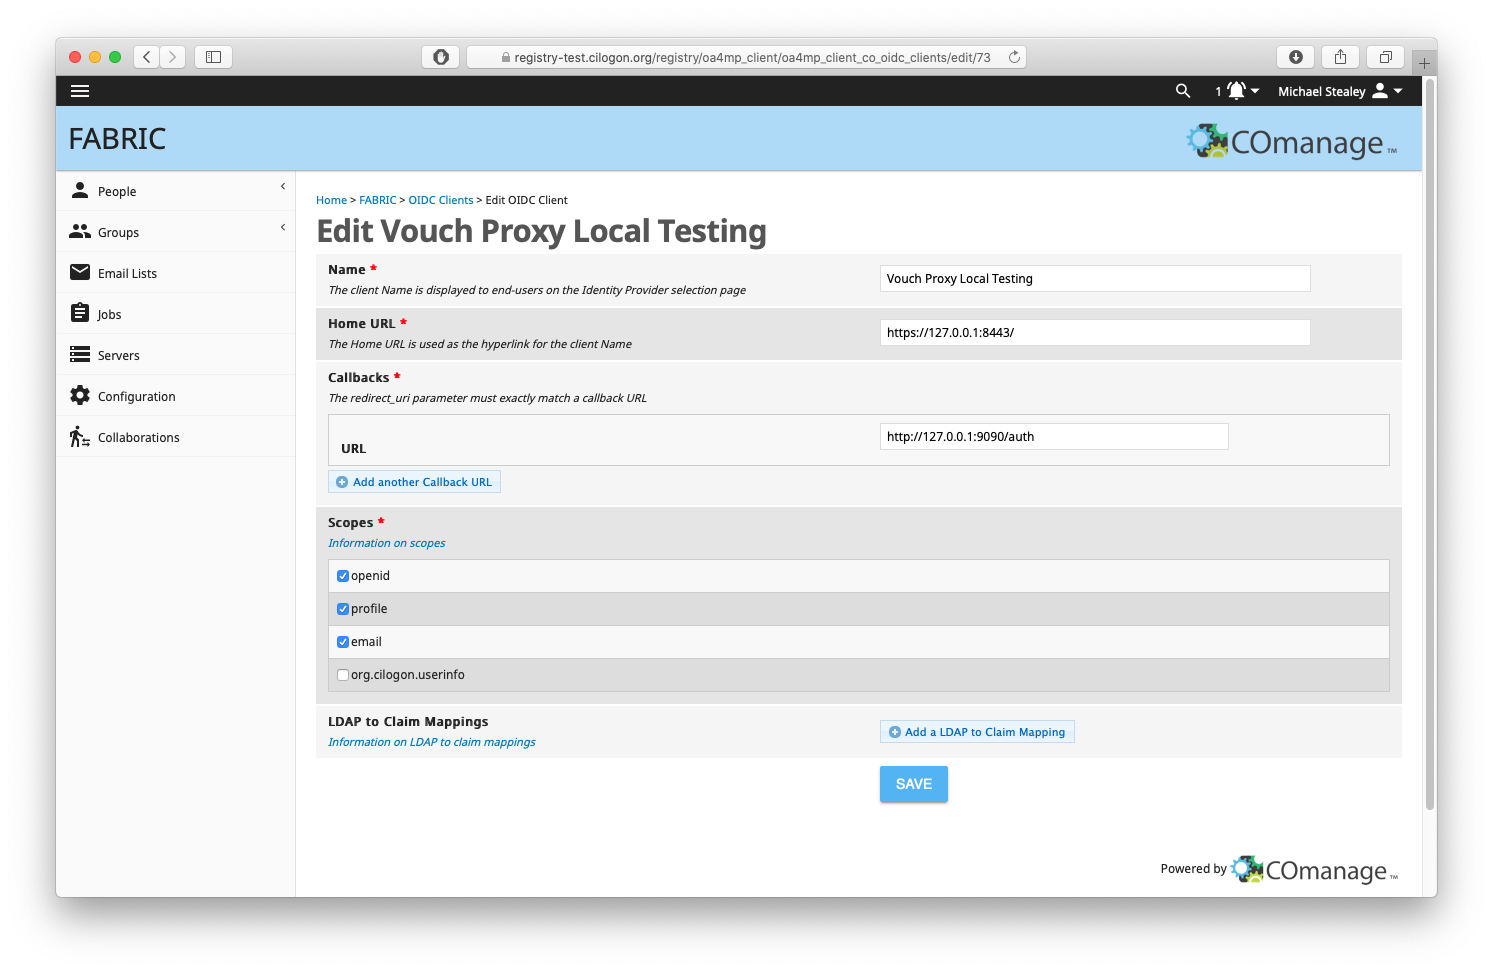 registry-test.cilogon.org/registry/oa4mp_client/oa4mp_client_co_oidc_clients/edit/73
1
Michael Stealey
FABRIC
COmanage TM
People
Groups
Email Lists
Jobs
Servers
Configuration
Collaborations
Home > FABRIC > OIDC Clients > Edit OIDC Client
Edit Vouch Proxy Local Testing
Name *
The client Name is displayed to end-users on the Identity Provider selection page
Vouch Proxy Local Testing
Home URL *
The Home URL is used as the hyperlink for the client Name
https://127.0.0.1:8443/
Callbacks *
The redirect_uri parameter must exactly match a callback URL
URL
http://127.0.0.1:9090/auth
Add another Callback URL
Scopes *
Information on scopes
openid
profile
email
org.cilogon.userinfo
LDAP to Claim Mappings
Information on LDAP to claim mappings
Add a LDAP to Claim Mapping
SAVE
Powered by COmanage TM